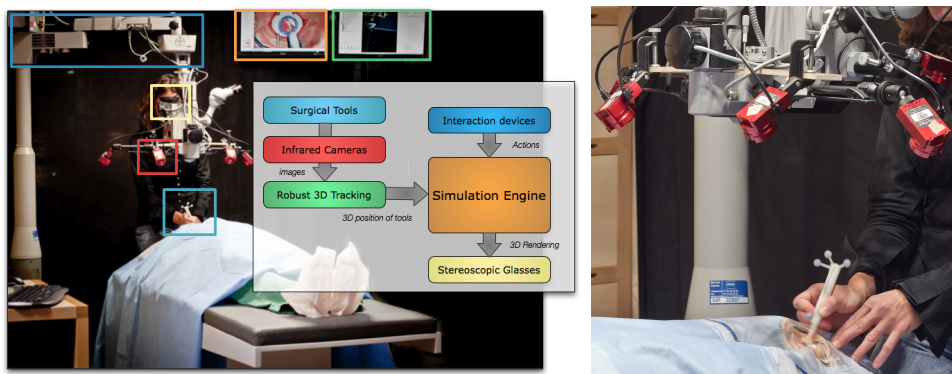 Surgical Tools
Interaction devices
Infrared Cameras
Actions
images
Robust 3D Tracking
Simulation Engine
3D position of tools
3D Rendering
Stereoscopic Glasses